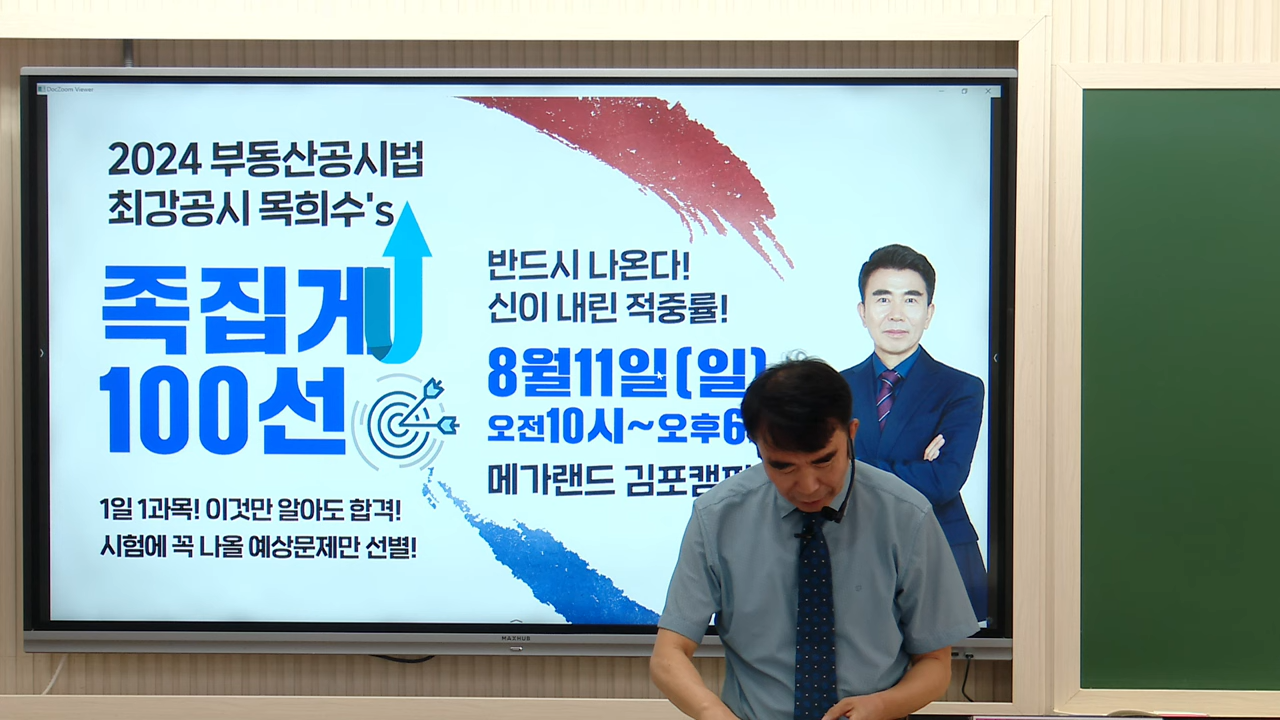 DocZoom Viewer
2024 부동산공시법
최강공시 목희수's
족집게
100선
1일 1과목! 이것만 알아도 합격!
시험에 꼭 나올 예상문제만 선별!
반드시 나온다!
신이 내린 적중률!
8월11일(일)
오전10시~오후6
메가랜드 김포캠
MAXHUB